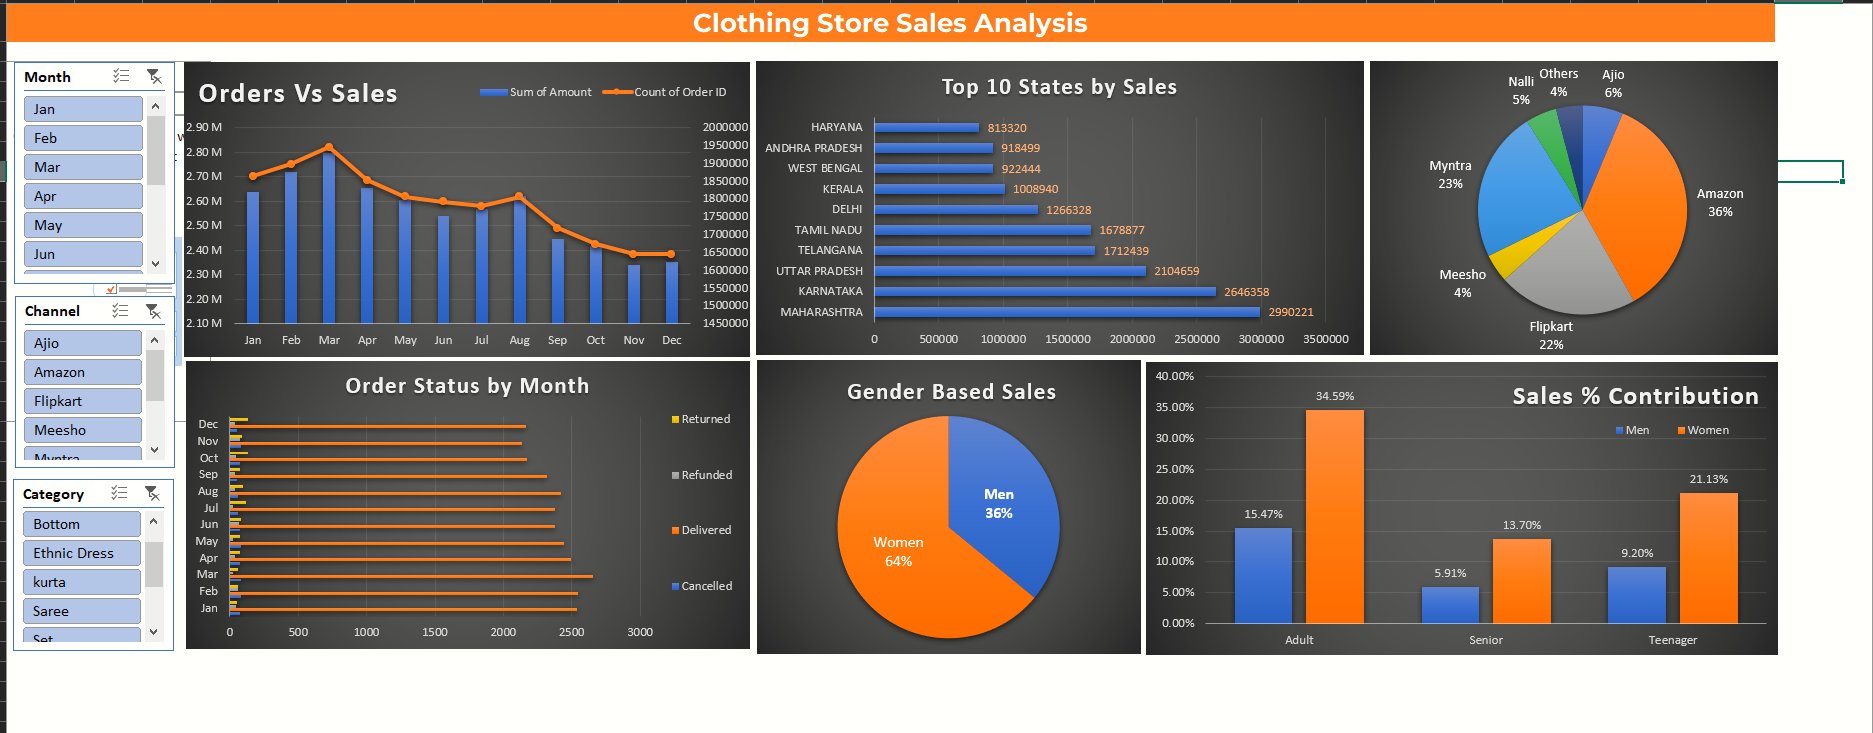 Clothing Store Sales Analysis
Month
Jan
Feb
Mar
Apr
May
Jun
Channel
Ajio
Amazon
Flipkart
Meesho
Myntra
Category
Bottom
Ethnic Dress
kurta
Saree
Set
Orders Vs Sales
Sum of Amount
Count of Order ID
2.90 M
2.80 M
2.70 M
2.60 M
2.50 M
2.40 M
2.30 M
2.20 M
2.10 M
2000000
1950000
1900000
1850000
1800000
1750000
1700000
1650000
1600000
1550000
1500000
1450000
Jan Feb Mar Apr May Jun Jul Aug Sep Oct Nov Dec
Top 10 States by Sales
HARYANA 813320
ANDHRA PRADESH 918499
WEST BENGAL 922444
KERALA 1008940
DELHI 1266328
TAMIL NADU 1678877
TELANGANA 1712439
UTTAR PRADESH 2104659
KARNATAKA 2646358
MAHARASHTRA 2990221
0 500000 1000000 1500000 2000000 2500000 3000000 3500000
Nalli
5%
Others
4%
Ajio
6%
Myntra
23%
Amazon
36%
Meesho
4%
Flipkart
22%
Order Status by Month
Dec
Nov
Oct
Sep
Aug
Jul
Jun
May
Apr
Mar
Feb
Jan
0 500 1000 1500 2000 2500 3000
Returned
Refunded
Delivered
Cancelled
Gender Based Sales
Men
36%
Women
64%
Sales % Contribution
Men Women
40.00%
35.00%
30.00%
25.00%
20.00%
15.00%
10.00%
5.00%
0.00%
15.47%
34.59%
5.91%
13.70%
9.20%
21.13%
Adult Senior Teenager